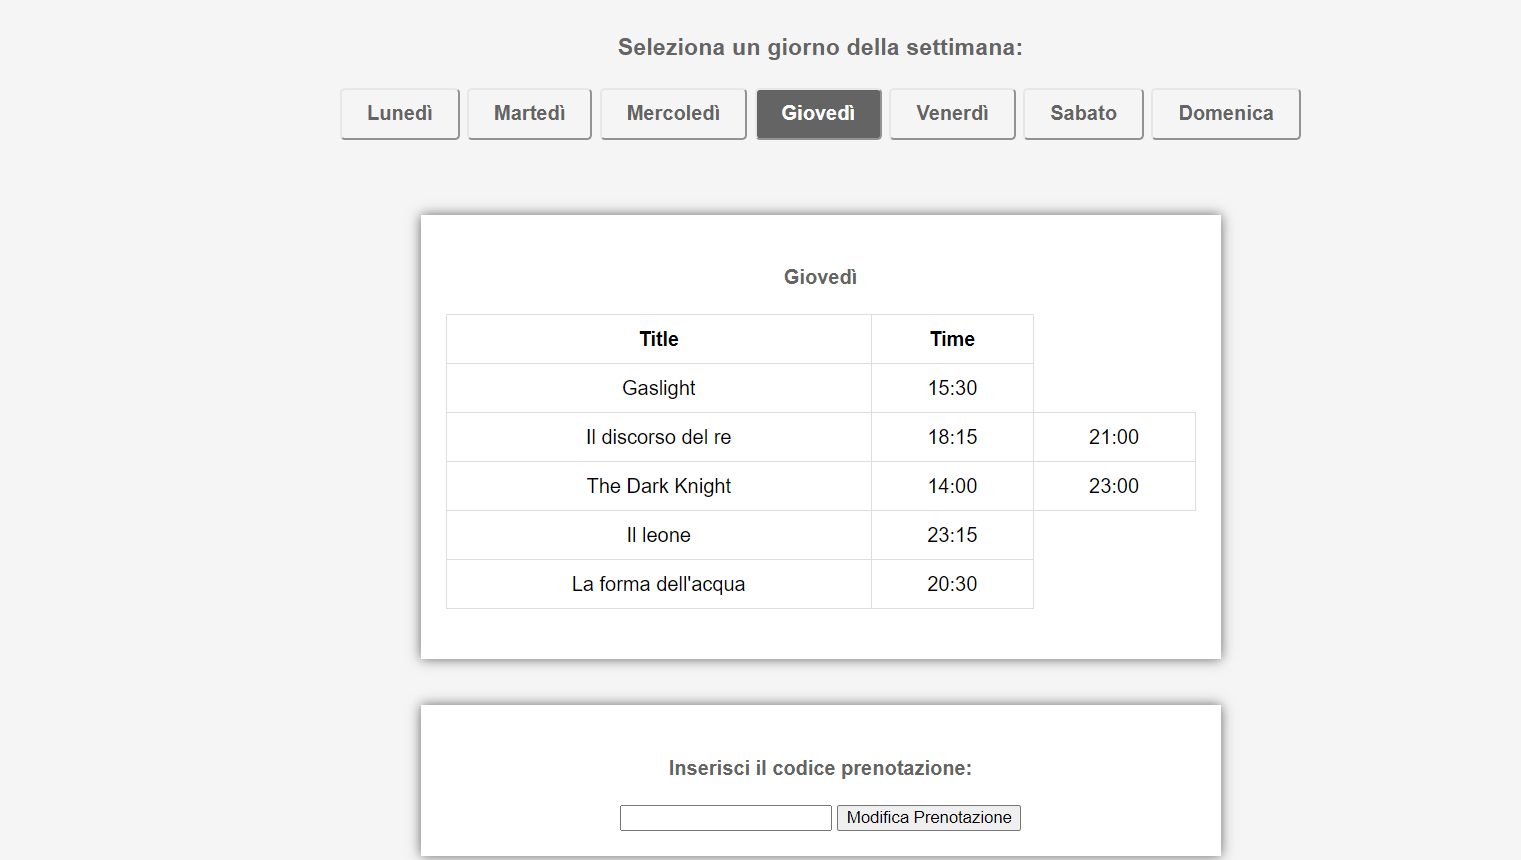 Seleziona un giorno della settimana:
Lunedì Martedì Mercoledì Giovedì Venerdì Sabato Domenica
Giovedì
Title Time
Gaslight 15:30
Il discorso del re 18:15 21:00
The Dark Knight 14:00 23:00
Il leone 23:15
La forma dell'acqua 20:30
Inserisci il codice prenotazione:
Modifica Prenotazione